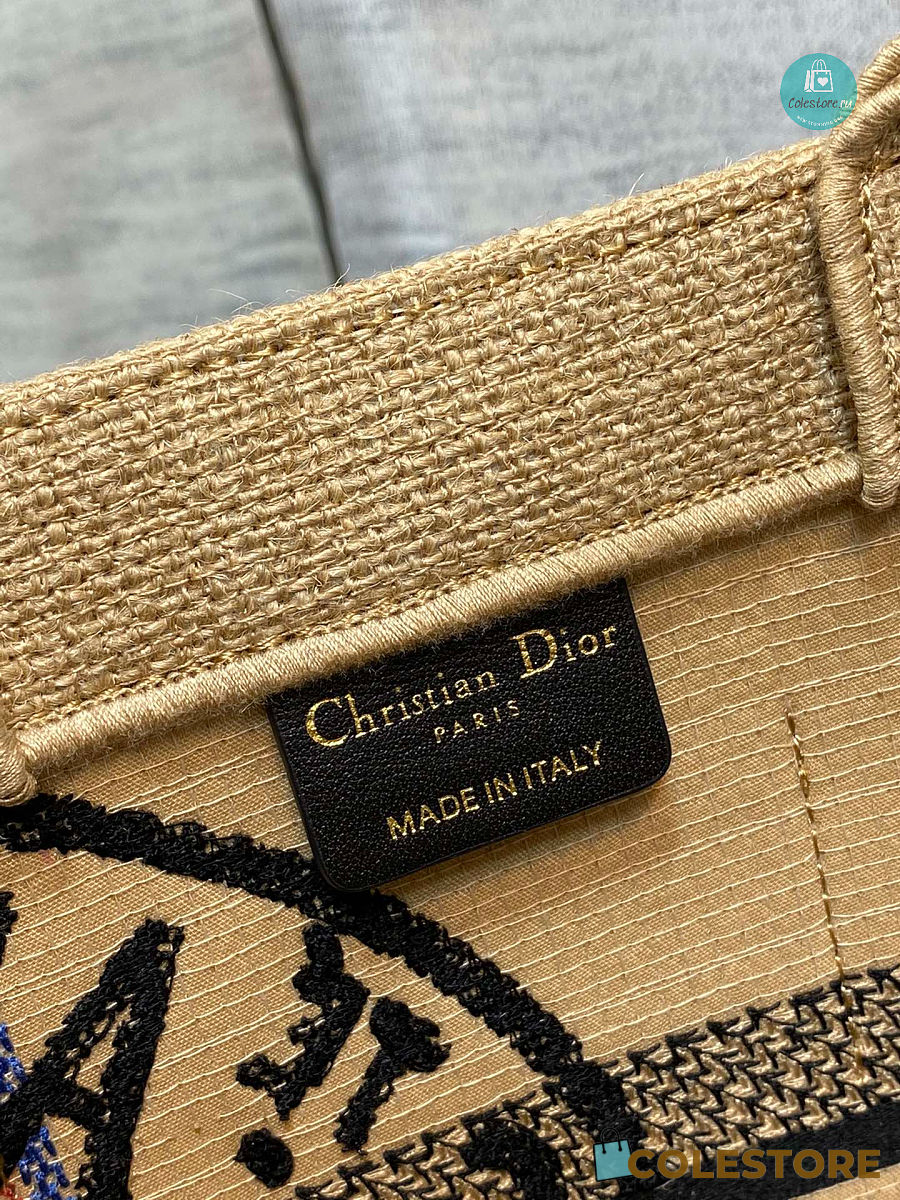 Colestore.ru
Christian Dior
PARIS
MADE IN ITALY
COLESTORE